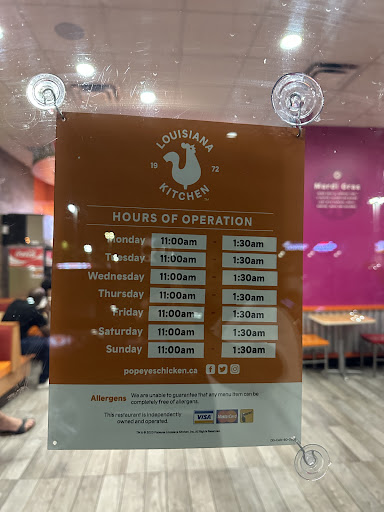 LOUISIANA
19 72
KITCHEN
HOURS OF OPERATION
Monday 11:00am - 1:30am
Tuesday 11:00am - 1:30am
Wednesday 11:00am - 1:30am
Thursday 11:00am - 1:30am
Friday 11:00am - 1:30am
Saturday 11:00am - 1:30am
Sunday 11:00am - 1:30am
popeyeschicken.ca
Allergens We are unable to guarantee that any menu item can be
completely free of allergens.
This restaurant is independently
owned and operated.
VISA MasterCard
Mardi Gras